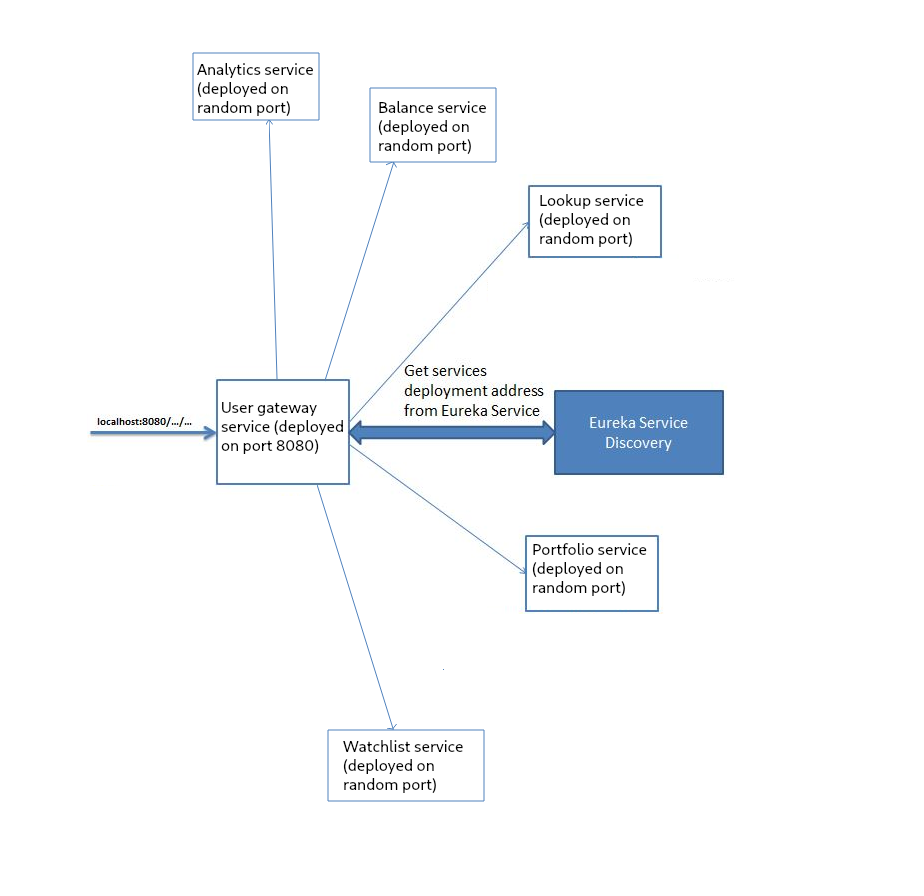 Analytics service
(deployed on
random port)
Balance service
(deployed on
random port)
Lookup service
(deployed on
random port)
Get services
deployment address
from Eureka Service
localhost:8080/.../...
User gateway
service (deployed
on port 8080)
Eureka Service
Discovery
Portfolio service
(deployed on
random port)
Watchlist service
(deployed on
random port)